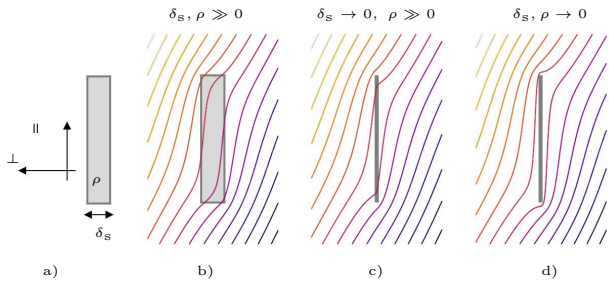 δs, ρ ≫ 0
δs → 0, ρ ≫ 0
δs, ρ → 0
||
⊥
ρ
δs
a)
b)
c)
d)